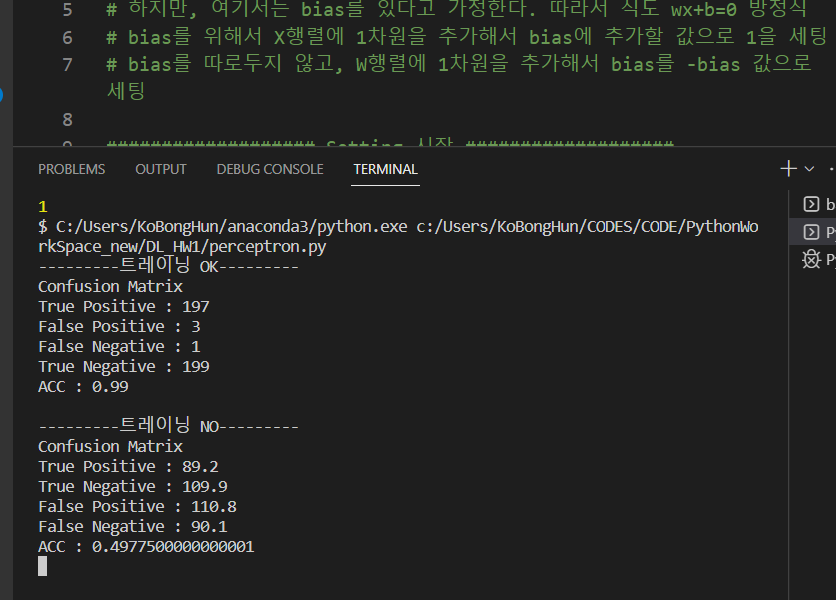 5 # 하지만, 여기서는 bias를 있다고 가정한다. 따라서 식도 wx+b=0 방정식
6 # bias를 위해서 X행렬에 1차원을 추가해서 bias에 추가할 값으로 1을 세팅
7 # bias를 따로두지 않고, W행렬에 1차원을 추가해서 bias를 -bias 값으로
세팅
8
9 ################### Setting 시작 ###################
PROBLEMS OUTPUT DEBUG CONSOLE TERMINAL
1
$ C:/Users/KoBongHun/anaconda3/python.exe c:/Users/KoBongHun/CODES/CODE/PythonWo
rkSpace_new/DL_HW1/perceptron.py
---------트레이닝 OK---------
Confusion Matrix
True Positive : 197
False Positive : 3
False Negative : 1
True Negative : 199
ACC : 0.99
---------트레이닝 NO---------
Confusion Matrix
True Positive : 89.2
True Negative : 109.9
False Positive : 110.8
False Negative : 90.1
ACC : 0.4977500000000001
b
Py
Py